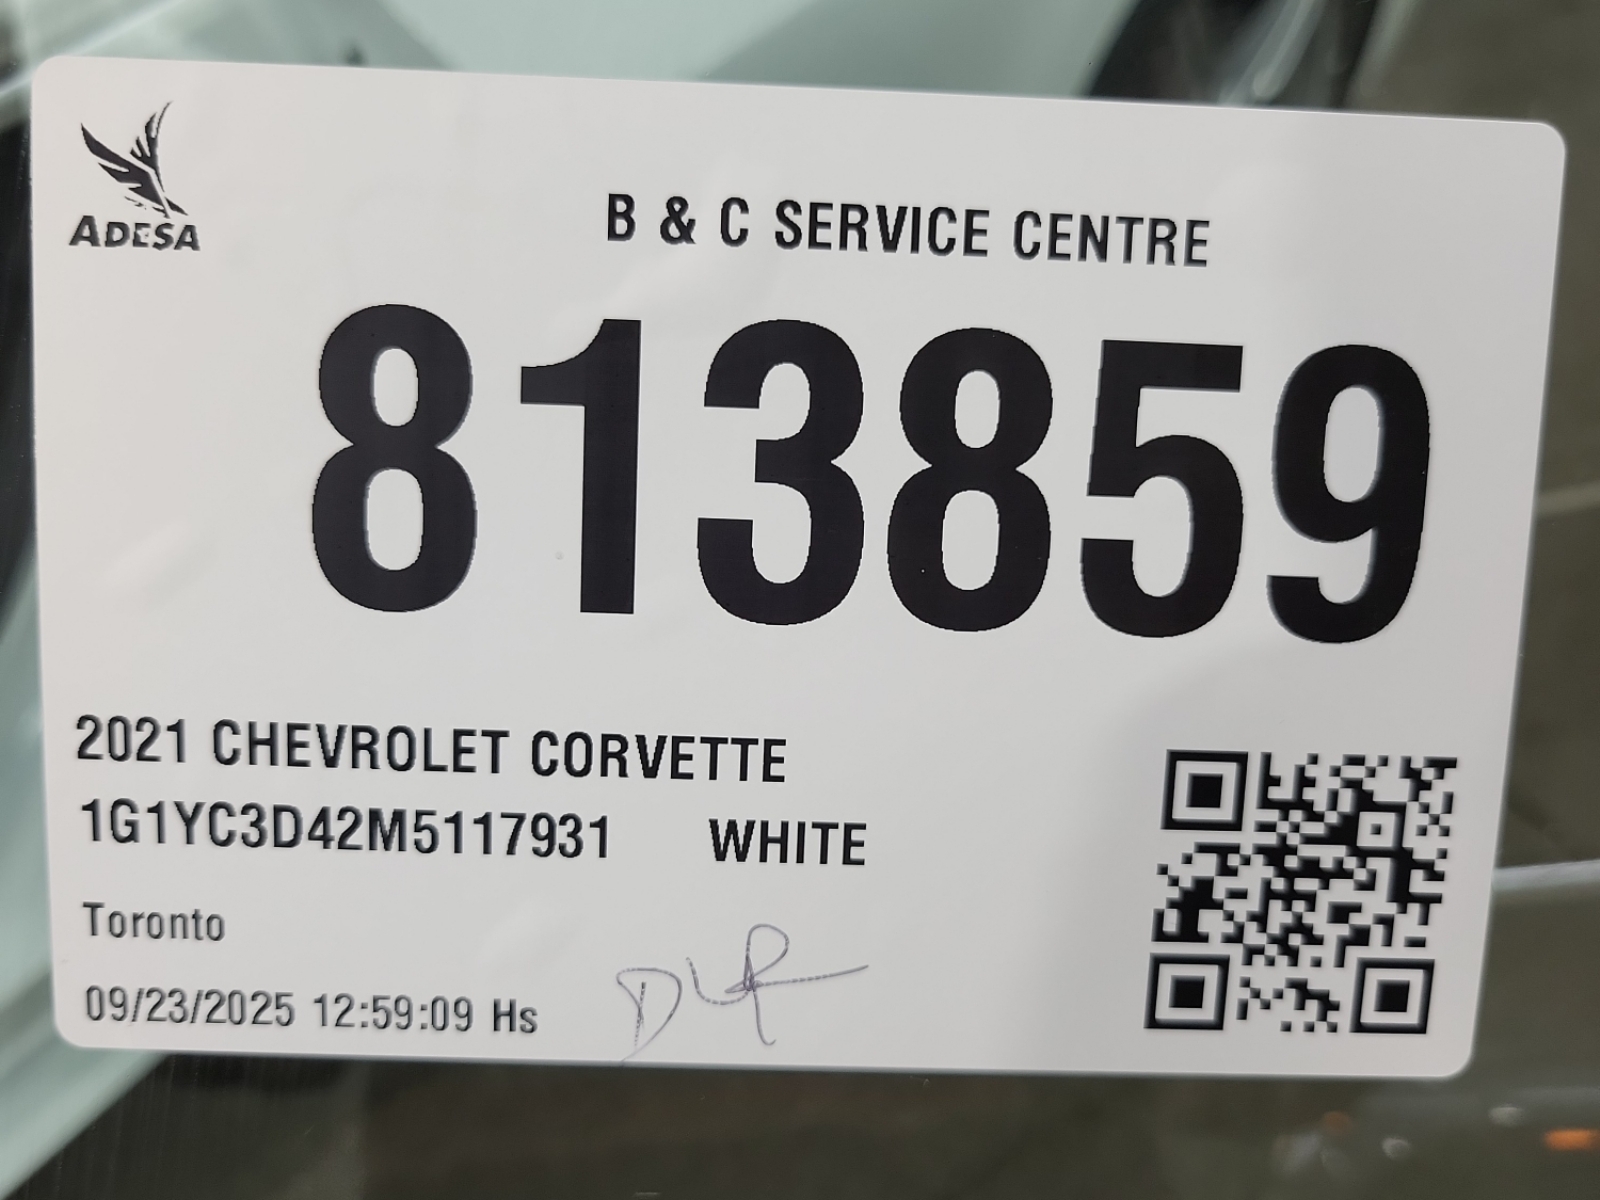 ADESA
B & C SERVICE CENTRE
813859
2021 CHEVROLET CORVETTE
1G1YC3D42M5117931 WHITE
Toronto
09/23/2025 12:59:09 Hs